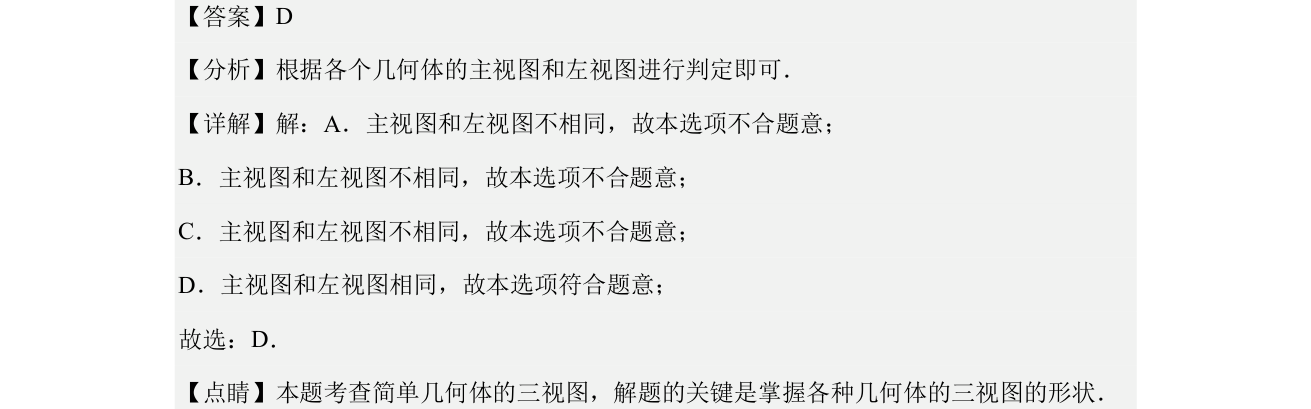 【答案】D
【分析】根据各个几何体的主视图和左视图进行判定即可．
【详解】解：A．主视图和左视图不相同，故本选项不合题意；
B．主视图和左视图不相同，故本选项不合题意；
C．主视图和左视图不相同，故本选项不合题意；
D．主视图和左视图相同，故本选项符合题意；
故选：D．
【点睛】本题考查简单几何体的三视图，解题的关键是掌握各种几何体的三视图的形状．